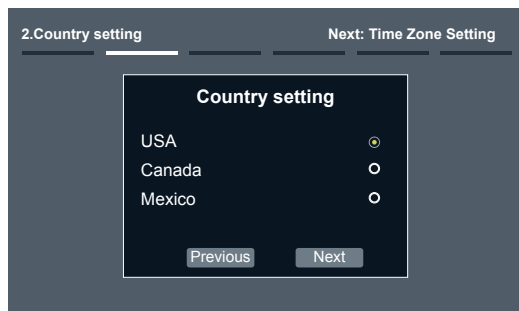 2.Country setting
Next: Time Zone Setting
Country setting
USA
Canada
Mexico
Previous
Next